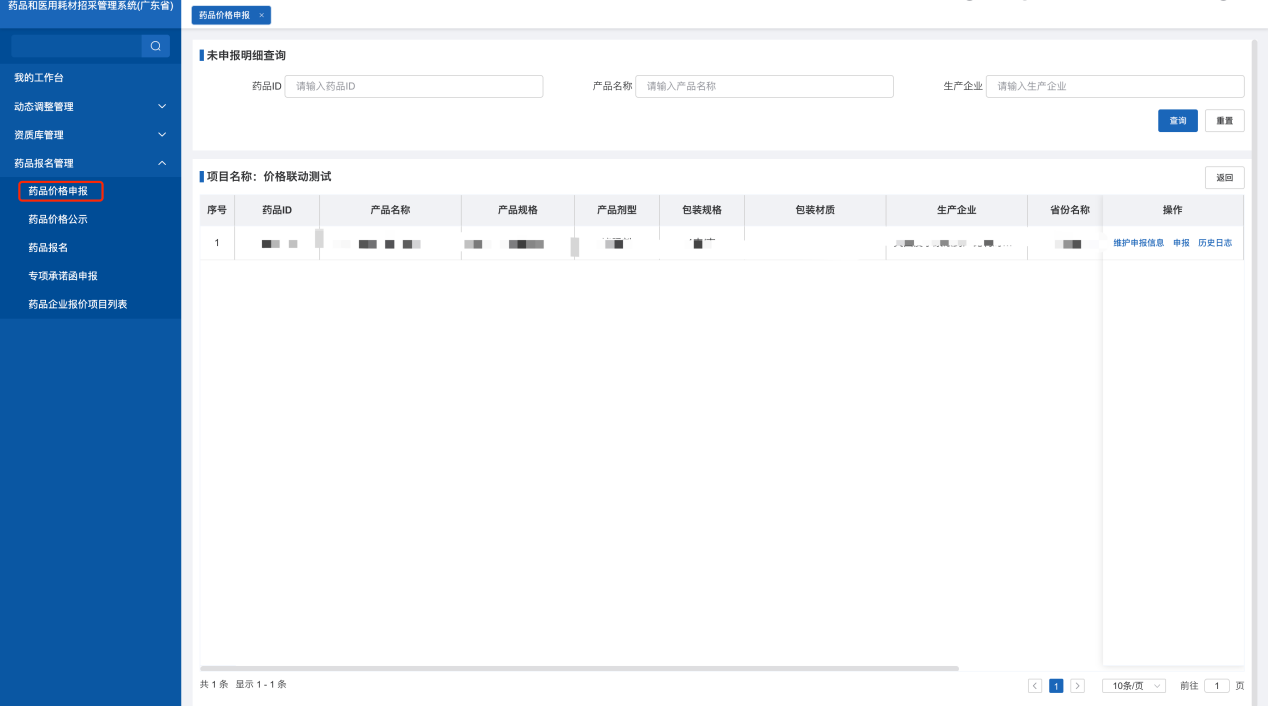 药品和医用耗材招采管理系统(广东省)
药品价格申报 ×
我的工作台
动态调整管理
资质库管理
药品报名管理
药品价格申报
药品价格公示
药品报名
专项承诺函申报
药品企业报价项目列表
未申报明细查询
药品ID 请输入药品ID 产品名称 请输入产品名称 生产企业 请输入生产企业
查询 重置
项目名称：价格联动测试 返回
序号 药品ID 产品名称 产品规格 产品剂型 包装规格 包装材质 生产企业 省份名称 操作
1 维护申报信息 申报 历史日志
共 1 条 显示 1 - 1 条 < 1 > 10条/页 前往 1 页